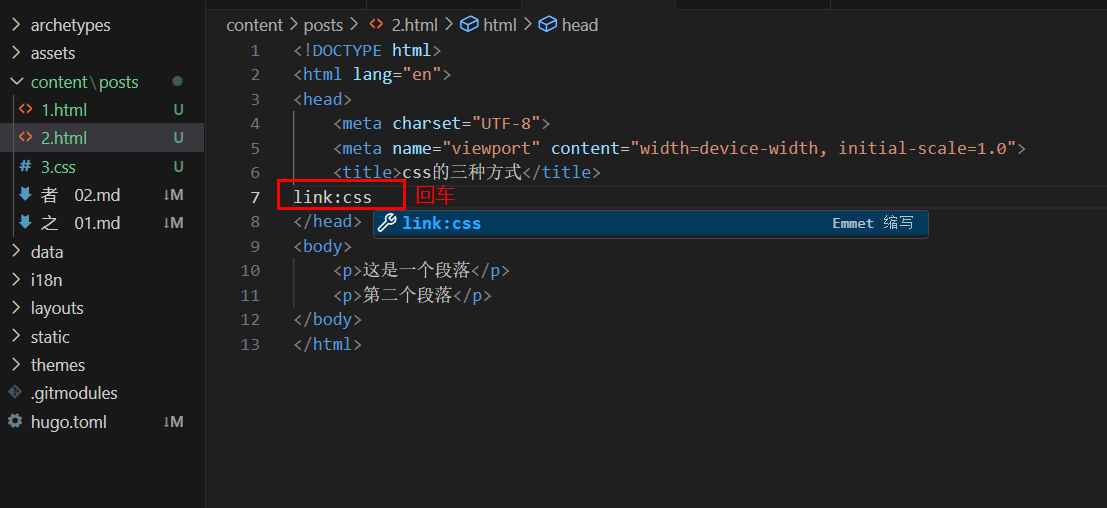 archetypes
assets
content\posts
1.html U
2.html U
3.css U
者 02.md ↓M
之 01.md ↓M
data
i18n
layouts
static
themes
.gitmodules
hugo.toml ↓M
content > posts > 2.html > html > head
1 <!DOCTYPE html>
2 <html lang="en">
3 <head>
4 <meta charset="UTF-8">
5 <meta name="viewport" content="width=device-width, initial-scale=1.0">
6 <title>css的三种方式</title>
7 link:css 回车
8 </head> link:css Emmet 缩写
9 <body>
10 <p>这是一个段落</p>
11 <p>第二个段落</p>
12 </body>
13 </html>